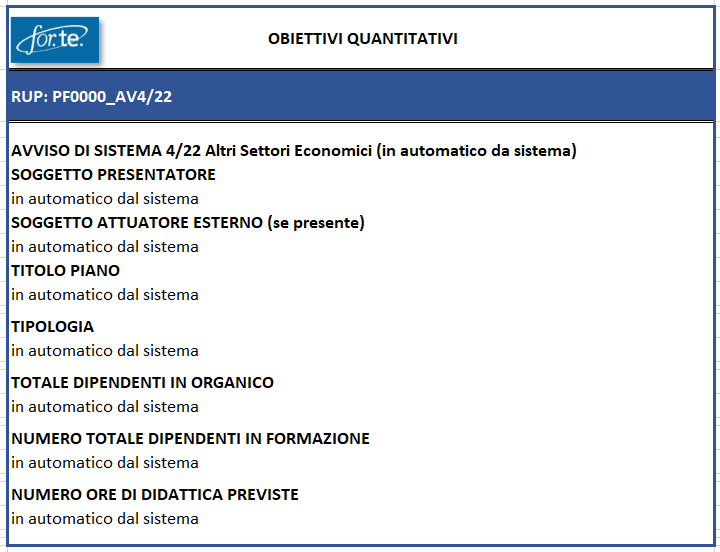 for.te.
OBIETTIVI QUANTITATIVI
RUP: PF0000_AV4/22
AVVISO DI SISTEMA 4/22 Altri Settori Economici (in automatico da sistema)
SOGGETTO PRESENTATORE
in automatico dal sistema
SOGGETTO ATTUATORE ESTERNO (se presente)
in automatico dal sistema
TITOLO PIANO
in automatico dal sistema
TIPOLOGIA
in automatico dal sistema
TOTALE DIPENDENTI IN ORGANICO
in automatico dal sistema
NUMERO TOTALE DIPENDENTI IN FORMAZIONE
in automatico dal sistema
NUMERO ORE DI DIDATTICA PREVISTE
in automatico dal sistema